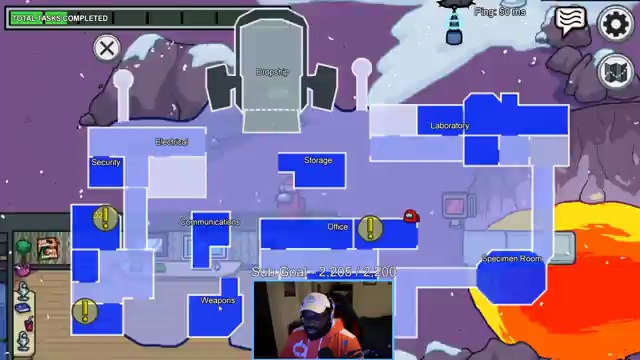 TOTAL TASKS COMPLETED
Ping: 50 ms
Dropship
Laboratory
Electrical
Storage
Security
Communications
Office
Specimen Room
Sub Goal - 2,205 / 2,200
Weapons